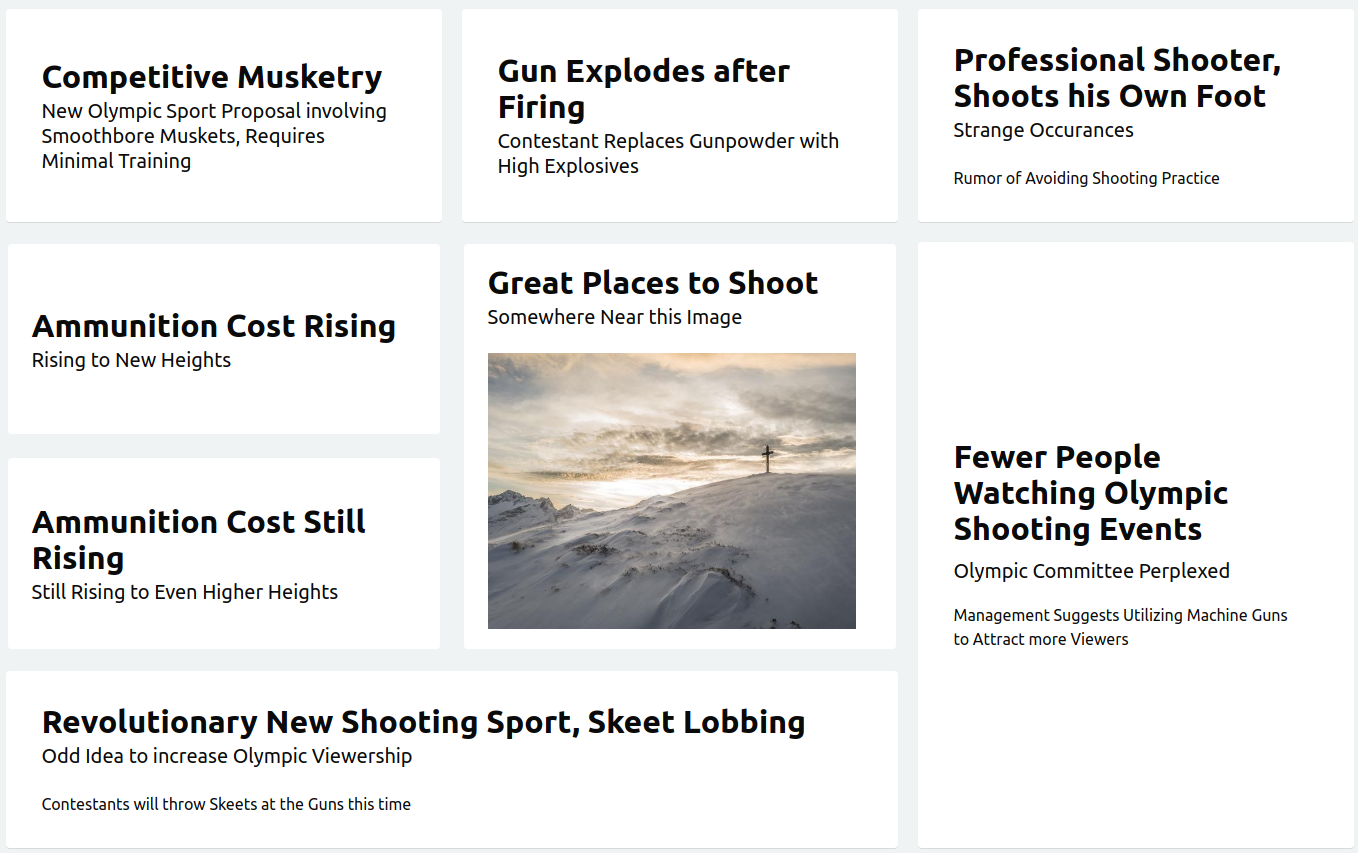 Competitive Musketry
New Olympic Sport Proposal involving
Smoothbore Muskets, Requires
Minimal Training
Gun Explodes after
Firing
Contestant Replaces Gunpowder with
High Explosives
Professional Shooter,
Shoots his Own Foot
Strange Occurances
Rumor of Avoiding Shooting Practice
Ammunition Cost Rising
Rising to New Heights
Ammunition Cost Still
Rising
Still Rising to Even Higher Heights
Great Places to Shoot
Somewhere Near this Image
Fewer People
Watching Olympic
Shooting Events
Olympic Committee Perplexed
Management Suggests Utilizing Machine Guns
to Attract more Viewers
Revolutionary New Shooting Sport, Skeet Lobbing
Odd Idea to increase Olympic Viewership
Contestants will throw Skeets at the Guns this time